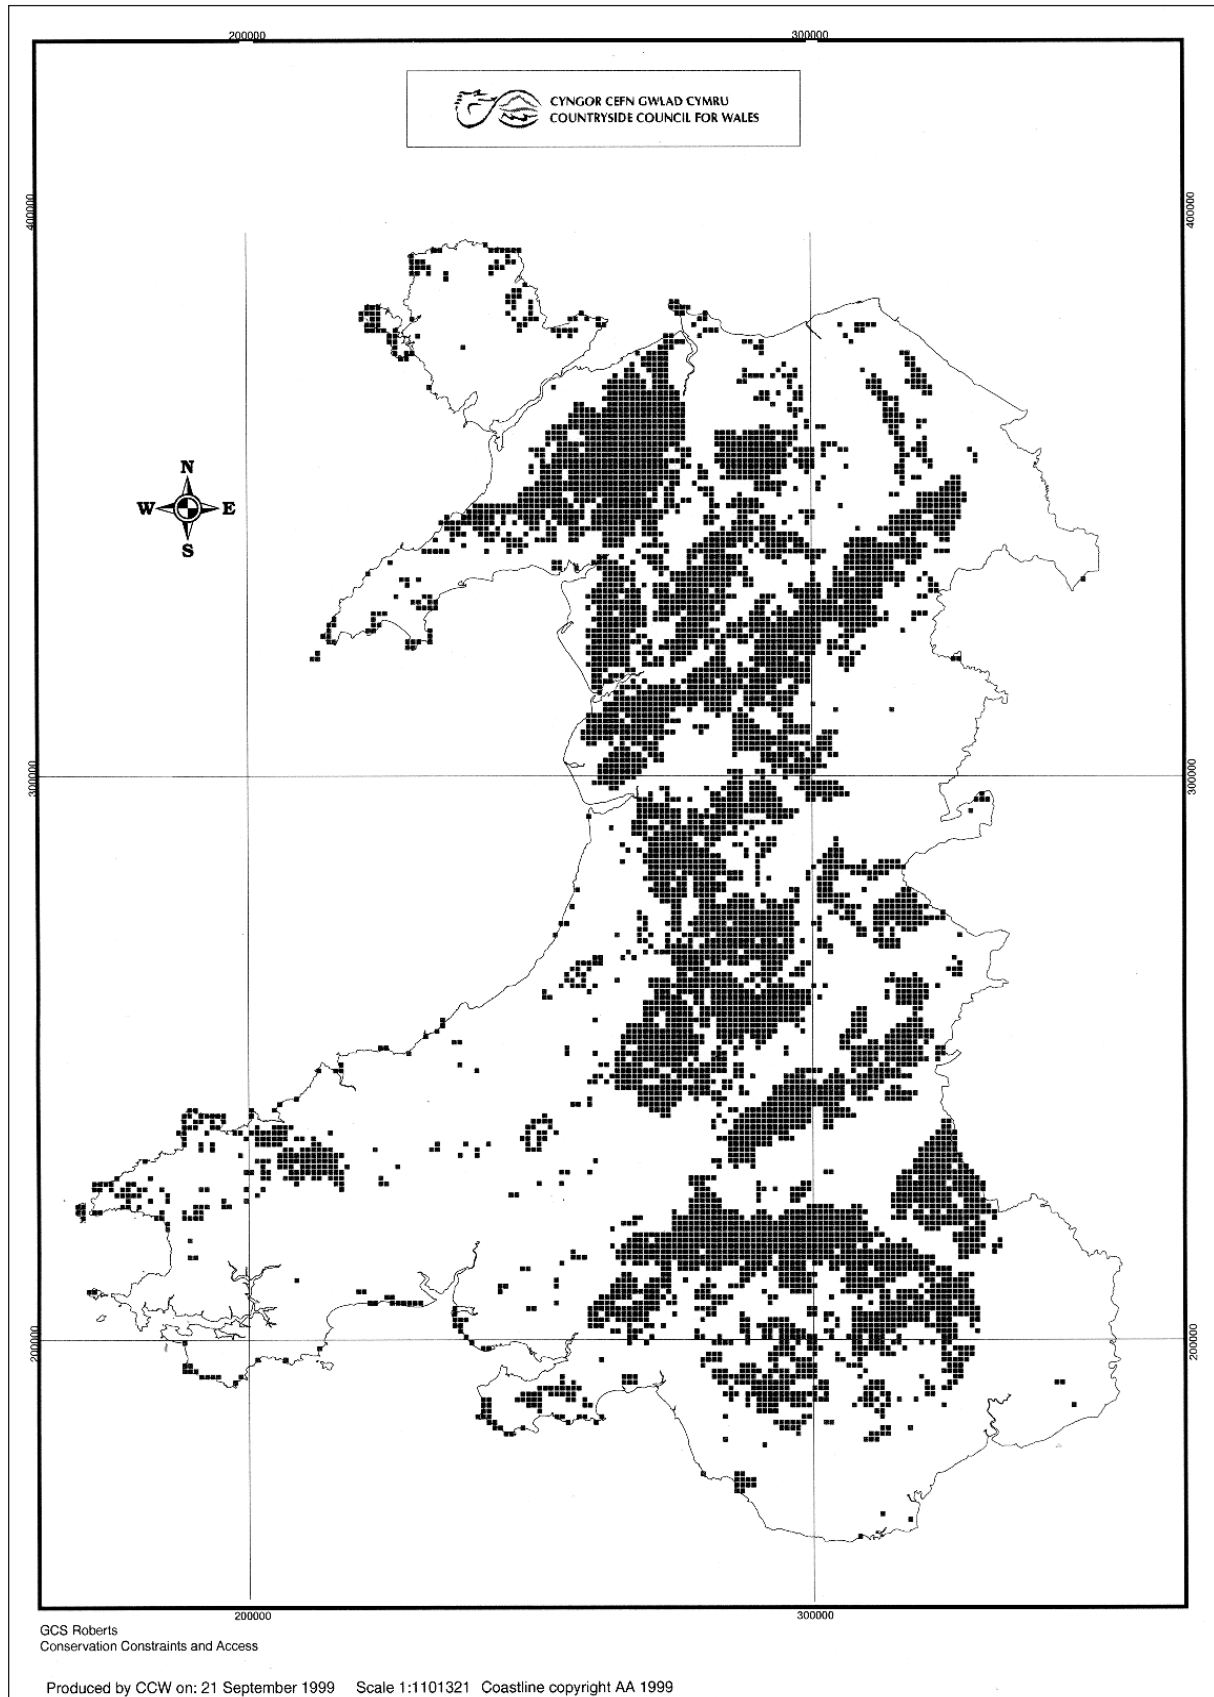 200000 300000
CYNGOR CEFN GWLAD CYMRU
COUNTRYSIDE COUNCIL FOR WALES
400000 400000
N
W E
S
300000 300000
200000 200000
200000 300000
GCS Roberts
Conservation Constraints and Access
Produced by CCW on: 21 September 1999 Scale 1:1101321 Coastline copyright AA 1999